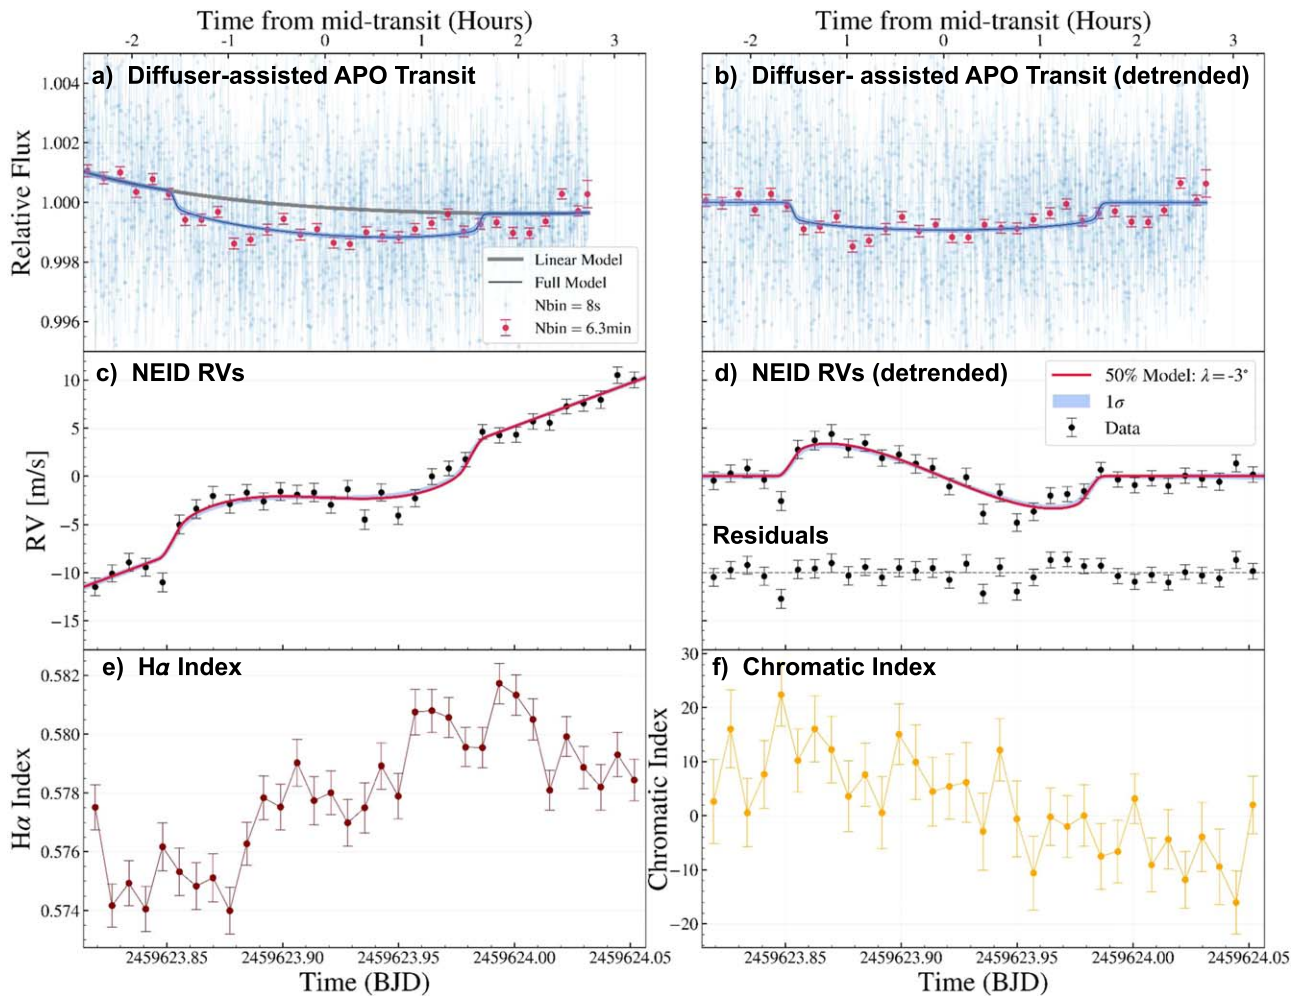 Time from mid-transit (Hours)
-2 -1 0 1 2 3
a) Diffuser-assisted APO Transit
1.004
1.002
1.000
0.998
0.996
Relative Flux
Linear Model
Full Model
Nbin = 8s
Nbin = 6.3min
Time from mid-transit (Hours)
-2 1 0 1 2 3
b) Diffuser- assisted APO Transit (detrended)
c) NEID RVs
10
5
0
−5
−10
−15
RV [m/s]
d) NEID RVs (detrended)
50% Model: λ = -3°
1σ
Data
Residuals
e) Hα Index
0.582
0.580
0.578
0.576
0.574
Hα Index
2459623.85 2459623.90 2459623.95 2459624.00 2459624.05
Time (BJD)
f) Chromatic Index
30
20
10
0
−10
−20
Chromatic Index
2459623.85 2459623.90 2459623.95 2459624.00 2459624.05
Time (BJD)